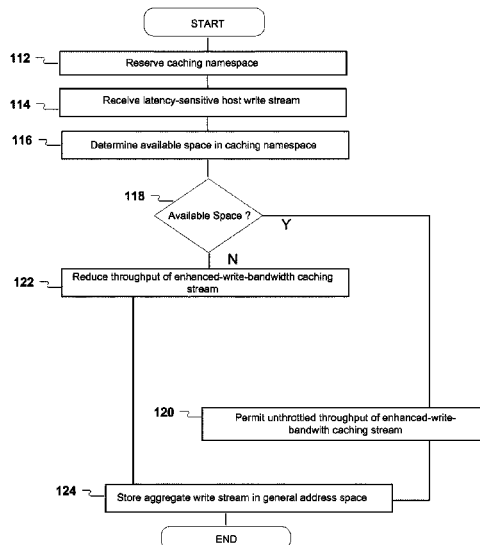 START
112
Reserve caching namespace
114
Receive latency-sensitive host write stream
116
Determine available space in caching namespace
118
Available Space ?
Y
N
122
Reduce throughput of enhanced-write-bandwidth caching
stream
120
Permit unthrottled throughput of enhanced-write-
bandwith caching stream
124
Store aggregate write stream in general address space
END